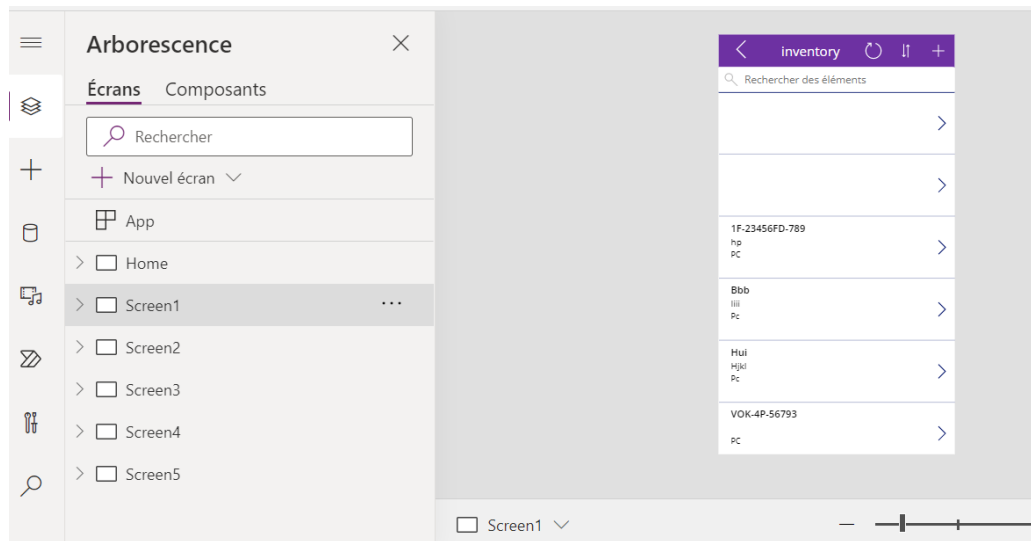 Arborescence
Écrans Composants
Rechercher
Nouvel écran
App
Home
Screen1
Screen2
Screen3
Screen4
Screen5
inventory
Rechercher des éléments
1F-23456FD-789
hp
PC
Bbb
Iiii
Pc
Hui
Hjkl
Pc
VOK-4P-56793
PC
Screen1